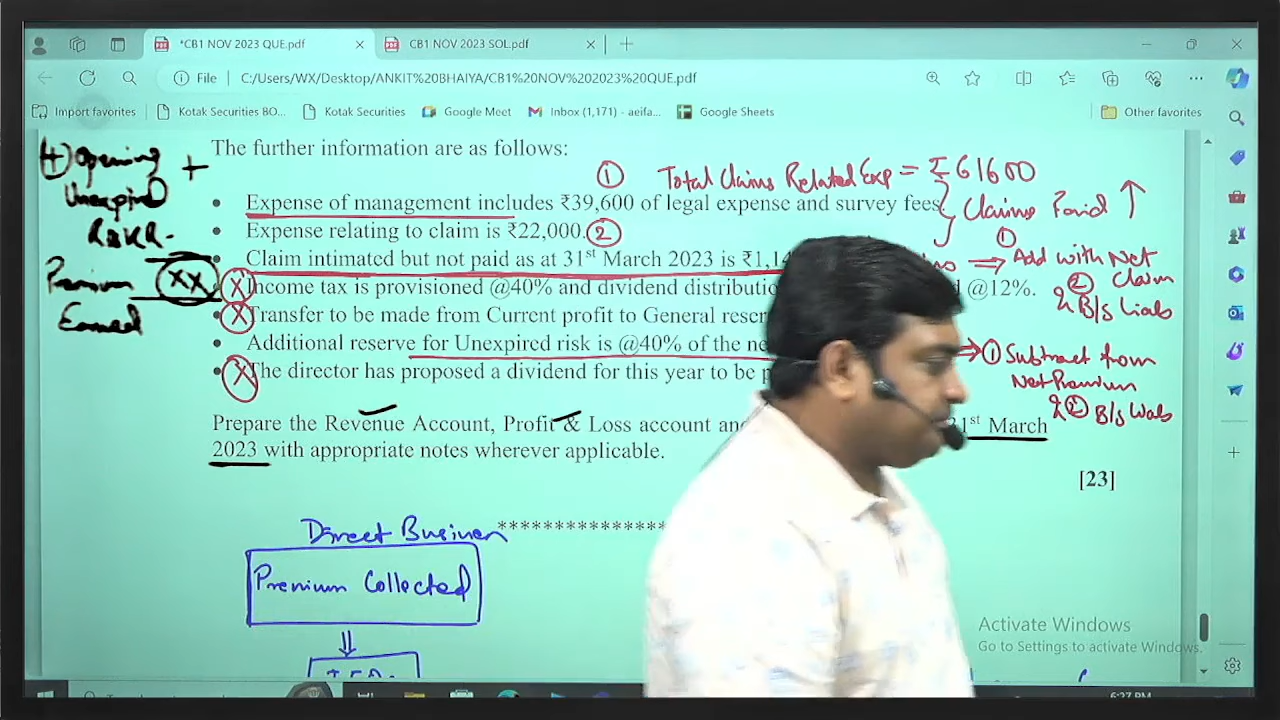 *CB1 NOV 2023 QUE.pdf
CB1 NOV 2023 SOL.pdf
File
C:/Users/WX/Desktop/ANKIT%20BHAIYA/CB1%20NOV%202023%20QUE.pdf
Import favorites
Kotak Securities BO...
Kotak Securities
Google Meet
Inbox (1,171) - aeifa...
Google Sheets
Other favorites
(+) Opening
Unexpired
Risk R.
Premium XX
Earned
The further information are as follows:
① Total Claims Related Exp = ₹61600
• Expense of management includes ₹39,600 of legal expense and survey fees
Claims Paid ↑
• Expense relating to claim is ₹22,000. ②
• Claim intimated but not paid as at 31st March 2023 is ₹1,1
⇒ ① Add with Net
Claim
② & B/s Liab
• Income tax is provisioned @40% and dividend distributio @12%.
• Transfer to be made from Current profit to General reser
• Additional reserve for Unexpired risk is @40% of the ne
⇒ ① Subtract from
Net Premium
& ② B/s Liab
• The director has proposed a dividend for this year to be p
Prepare the Revenue Account, Profit & Loss account and 1st March
2023 with appropriate notes wherever applicable.
[23]
Direct Business ***************
Premium Collected
Activate Windows
Go to Settings to activate Windows.
6:27 PM